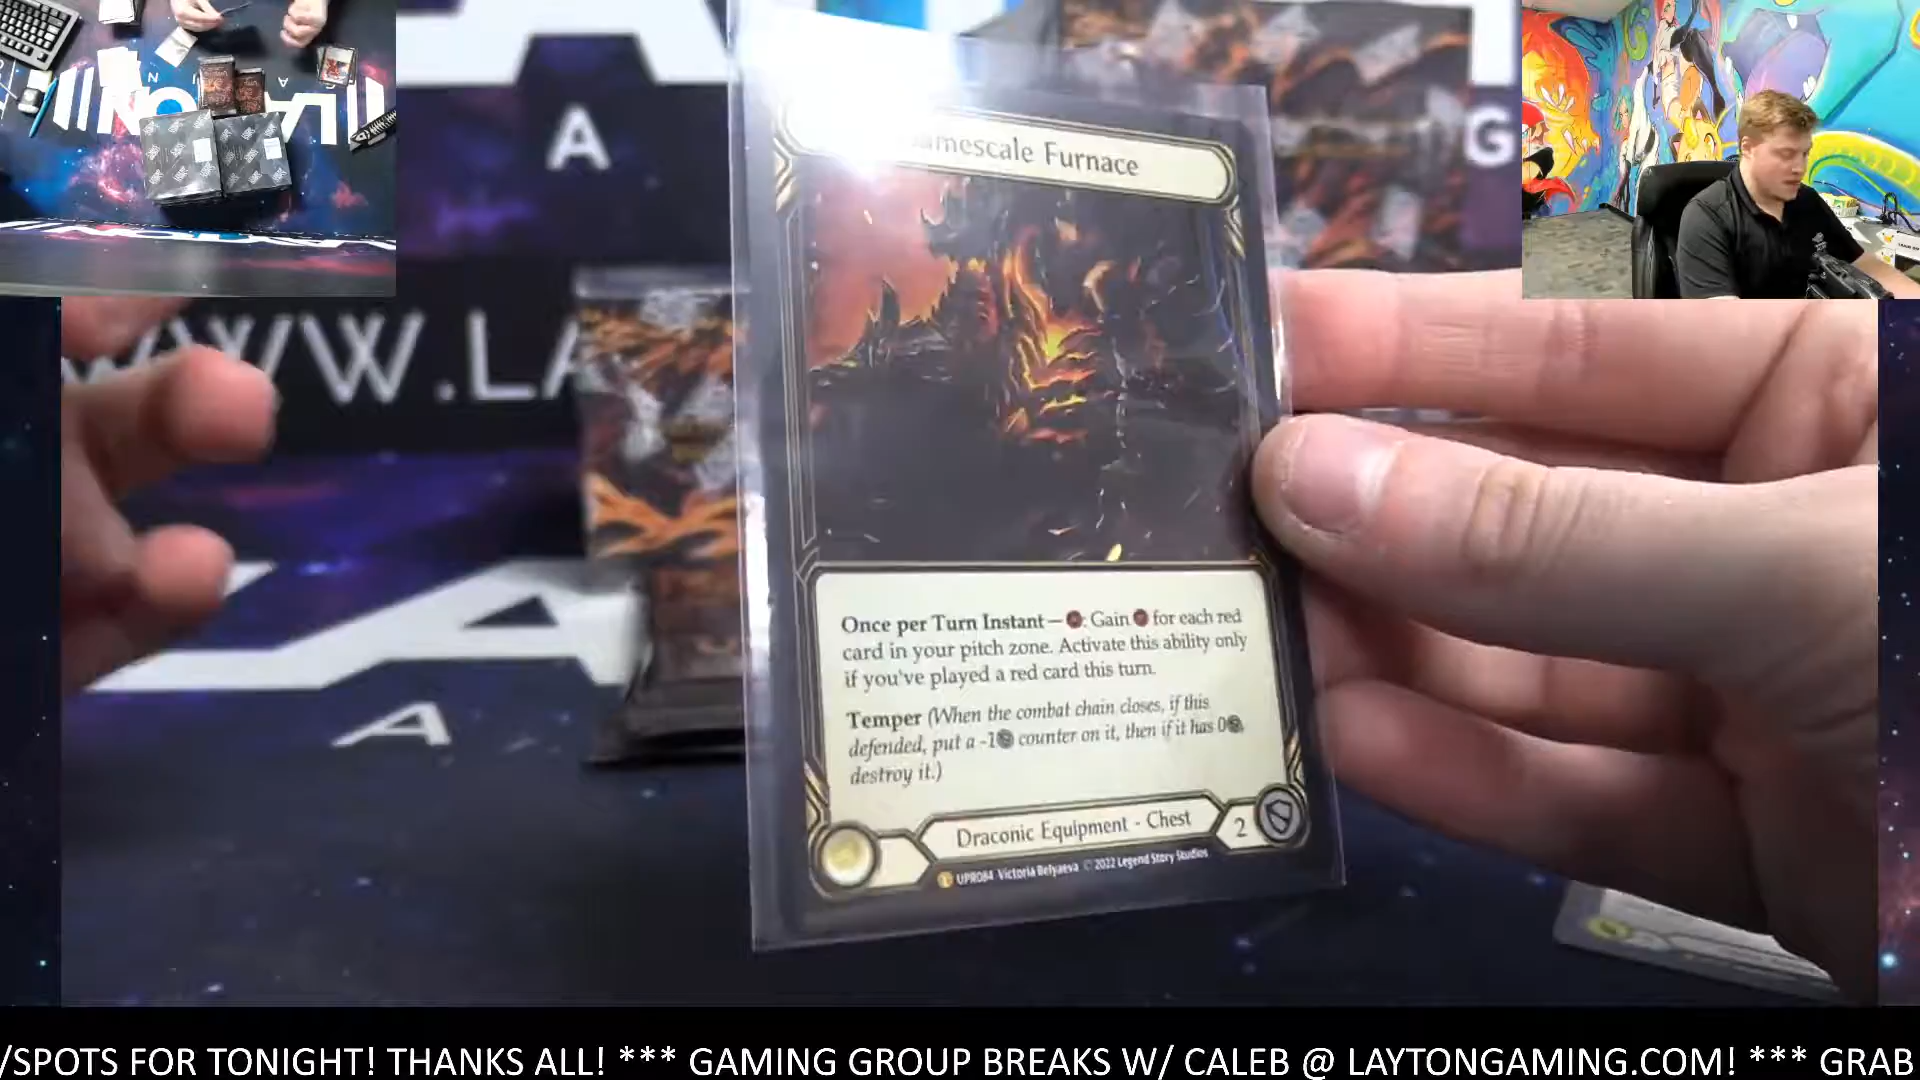 A
G
WWW.LA
A
Furnace
Once per Turn Instant – : Gain for each red
card in your pitch zone. Activate this ability only
if you've played a red card this turn.
Temper (When the combat chain closes, if this
defended, put a -1 counter on it, then if it has 0
destroy it.)
Draconic Equipment - Chest
2
UPR084 Victoria Belyaeva © 2022 Legend Story Studios
/SPOTS FOR TONIGHT! THANKS ALL! *** GAMING GROUP BREAKS W/ CALEB @ LAYTONGAMING.COM! *** GRAB